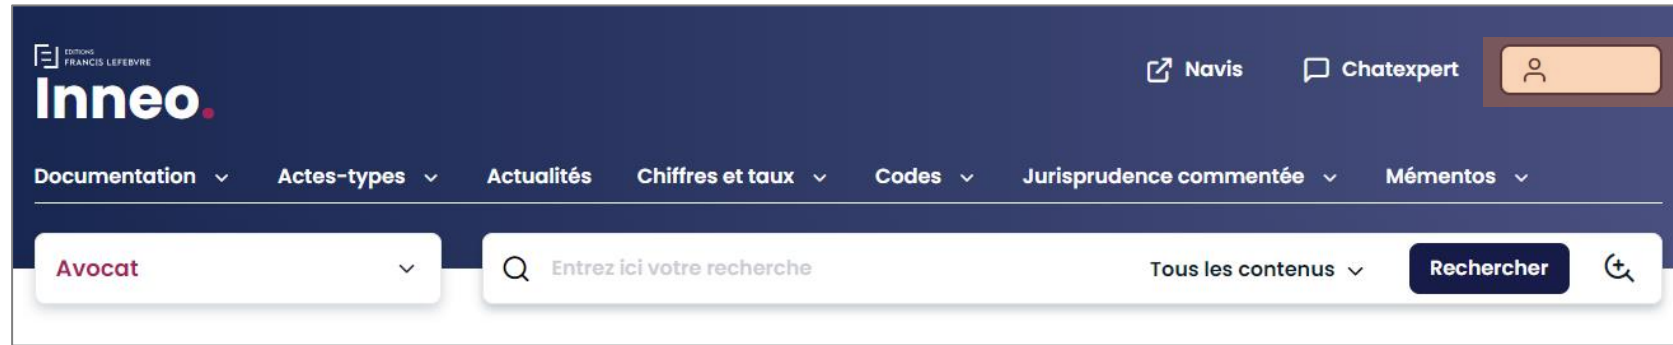 EDITIONS
FRANCIS LEFEBVRE
Inneo.
Navis Chatexpert
Documentation Actes-types Actualités Chiffres et taux Codes Jurisprudence commentée Mémentos
Avocat Entrez ici votre recherche Tous les contenus Rechercher